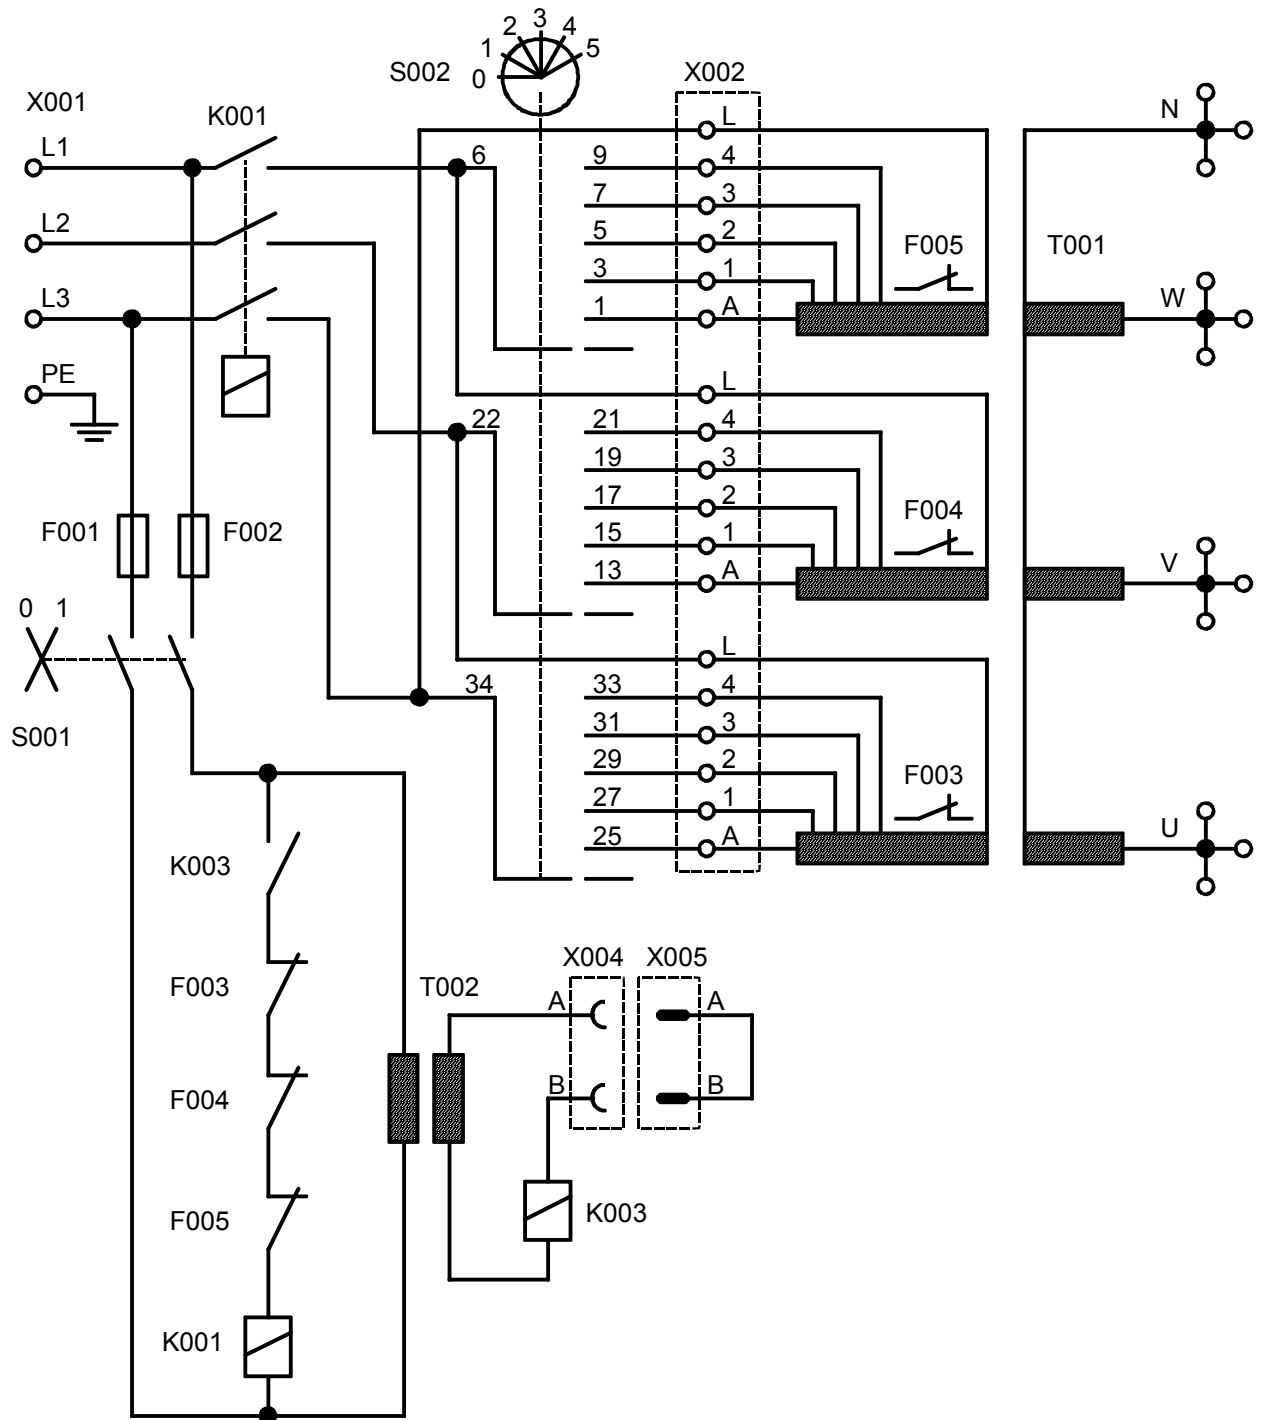 3
2 4
1 5
S002 0 X002
X001 K001 L N
L1 6 9 4
7 3
L2 5 2 F005 T001
3 1
L3 1 A W
PE L
22 21 4
19 3
F001 F002 17 2 F004
15 1
13 A V
0 1
L
34 33 4
S001 31 3
29 2 F003
27 1
25 A U
K003
X004 X005
F003 T002 A A
F004 B B
F005 K003
K001